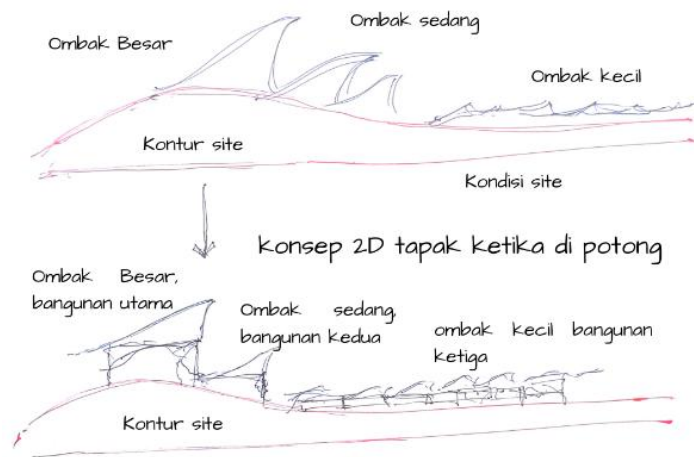 Ombak sedang
Ombak Besar
Ombak kecil
Kontur site
Kondisi site
konsep 2D tapak ketika di potong
Ombak Besar,
bangunan utama
Ombak sedang,
bangunan kedua
ombak kecil bangunan
ketiga
Kontur site